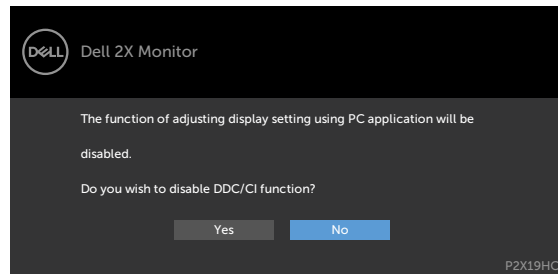 DELL
Dell 2X Monitor
The function of adjusting display setting using PC application will be
disabled.
Do you wish to disable DDC/CI function?
Yes
No
P2X19HC